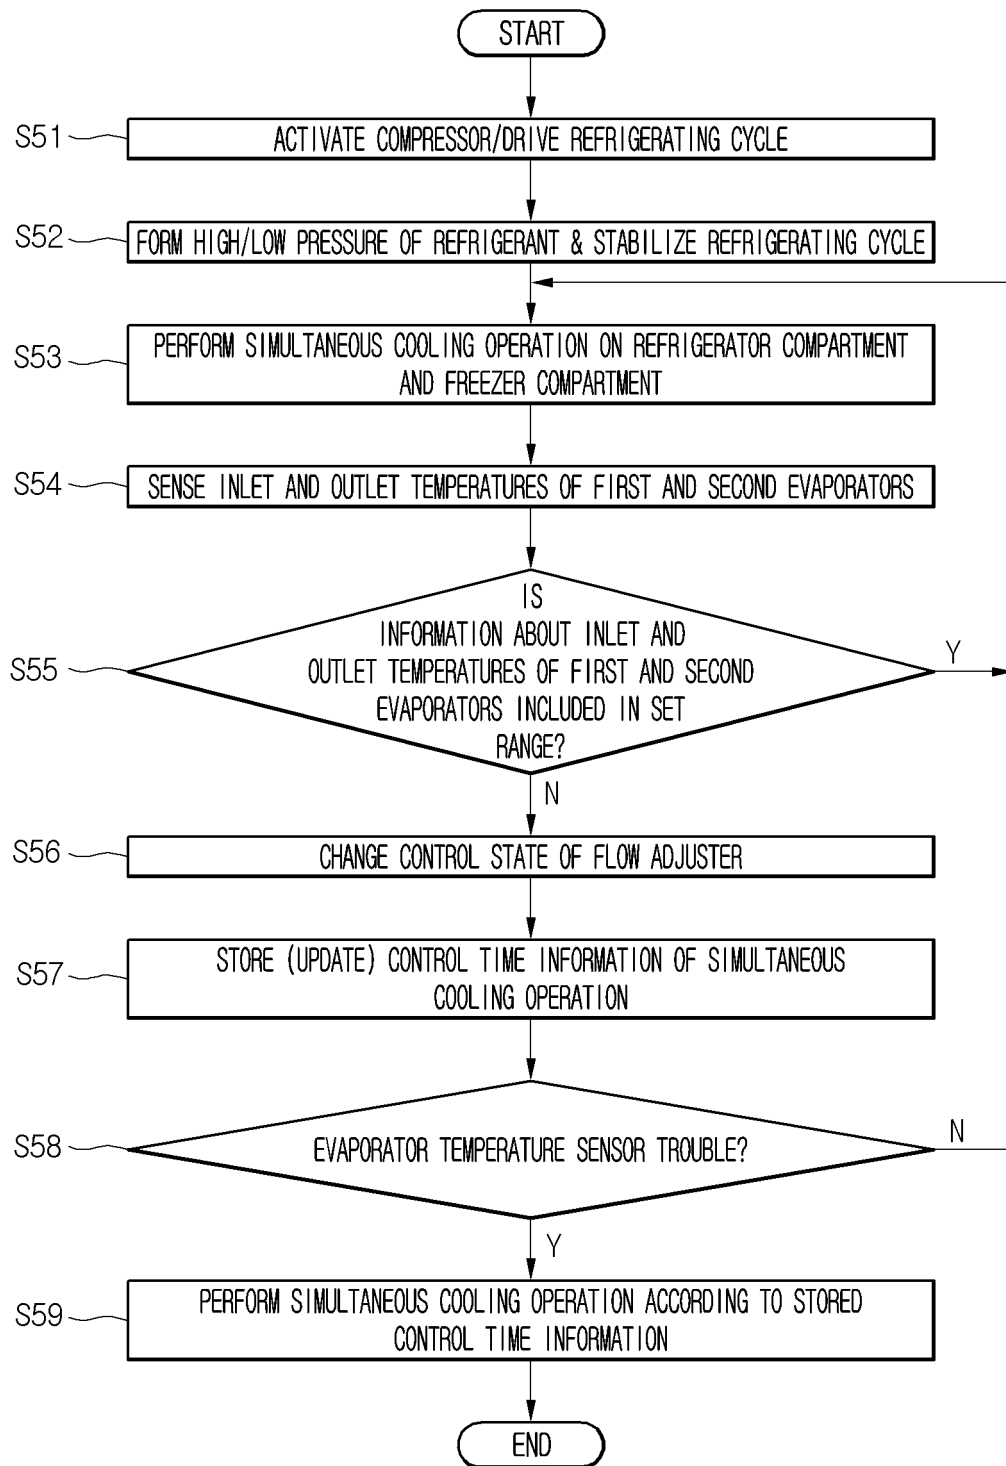 START
S51
ACTIVATE COMPRESSOR/DRIVE REFRIGERATING CYCLE
S52
FORM HIGH/LOW PRESSURE OF REFRIGERANT & STABILIZE REFRIGERATING CYCLE
S53
PERFORM SIMULTANEOUS COOLING OPERATION ON REFRIGERATOR COMPARTMENT
AND FREEZER COMPARTMENT
S54
SENSE INLET AND OUTLET TEMPERATURES OF FIRST AND SECOND EVAPORATORS
S55
IS
INFORMATION ABOUT INLET AND
OUTLET TEMPERATURES OF FIRST AND SECOND
EVAPORATORS INCLUDED IN SET
RANGE?
Y
N
S56
CHANGE CONTROL STATE OF FLOW ADJUSTER
S57
STORE (UPDATE) CONTROL TIME INFORMATION OF SIMULTANEOUS
COOLING OPERATION
S58
EVAPORATOR TEMPERATURE SENSOR TROUBLE?
N
Y
S59
PERFORM SIMULTANEOUS COOLING OPERATION ACCORDING TO STORED
CONTROL TIME INFORMATION
END